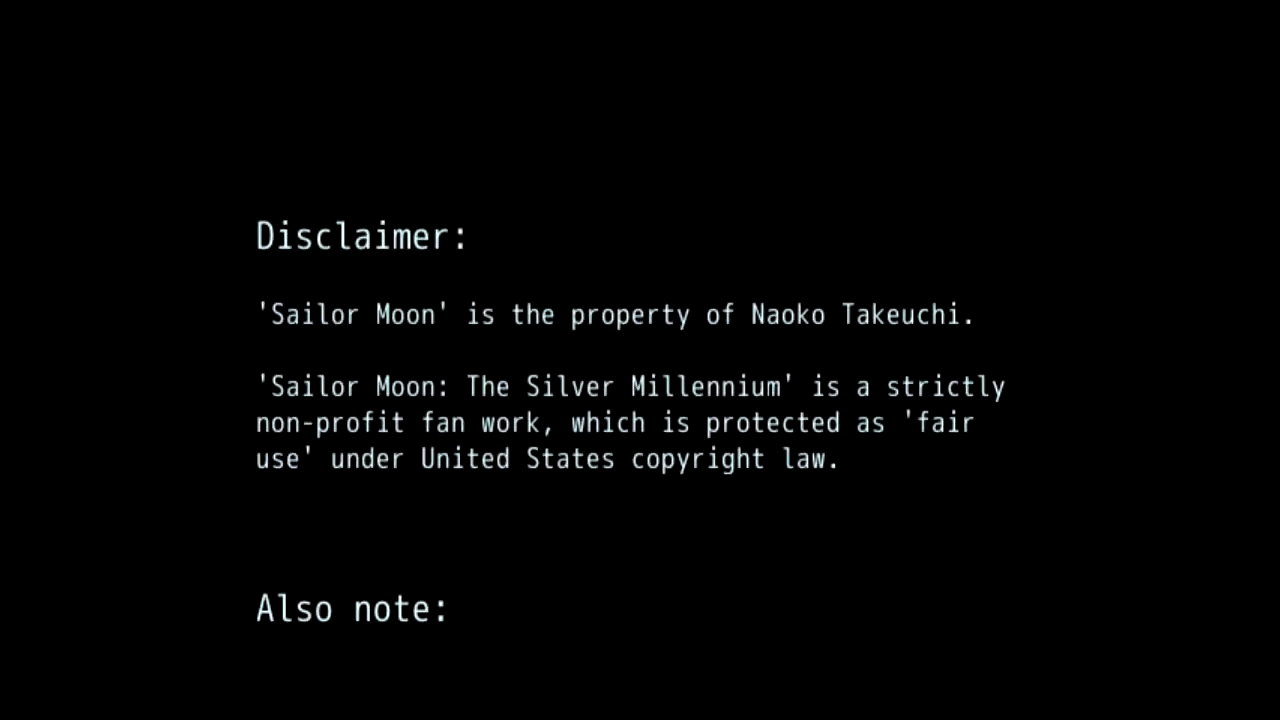 Disclaimer:
'Sailor Moon' is the property of Naoko Takeuchi.
'Sailor Moon: The Silver Millennium' is a strictly
non-profit fan work, which is protected as 'fair
use' under United States copyright law.
Also note: